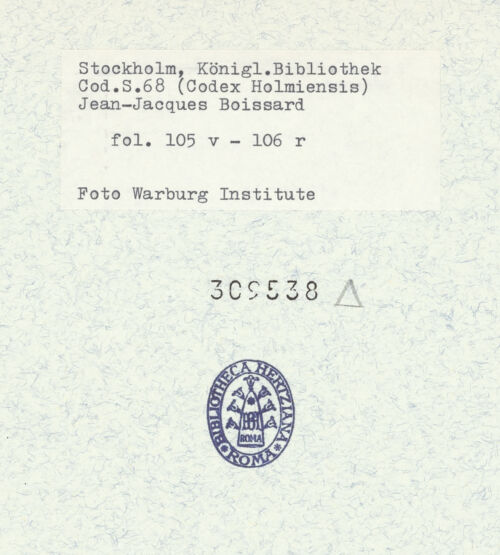 Stockholm, Königl.Bibliothek
Cod.S.68 (Codex Holmiensis)
Jean-Jacques Boissard
fol. 105 v - 106 r
Foto Warburg Institute
309538
BIBLIOTHECA HERTZIANA
ROMA
ROMA